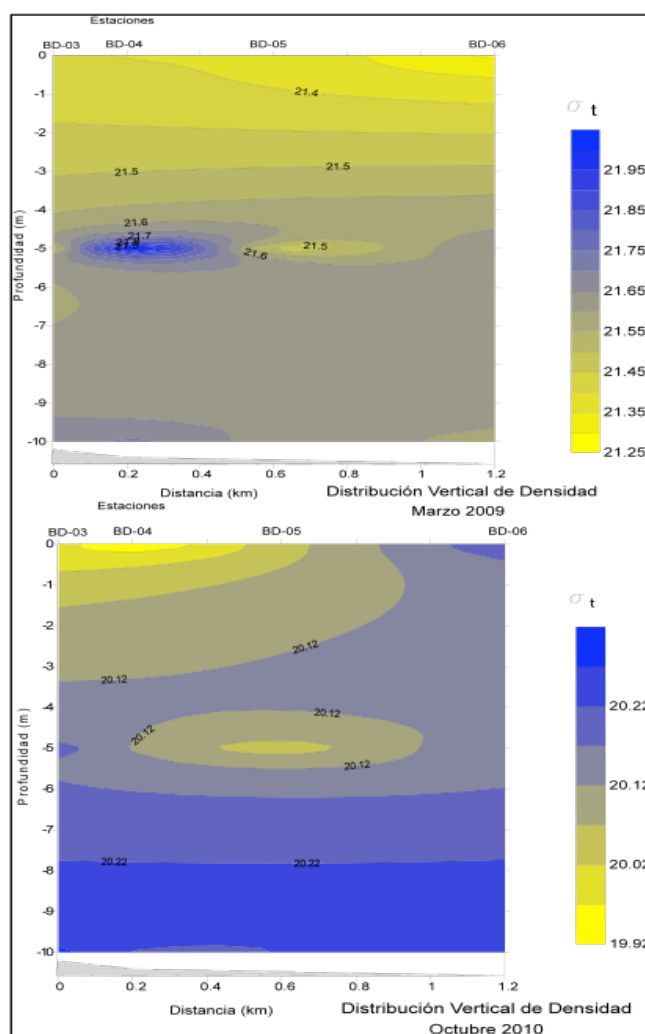 Estaciones
BD-03 BD-04 BD-05 BD-06
σ t
0
-1
-2
-3
-4
-5
-6
-7
-8
-9
-10
Profundidad (m)
21.4
21.5
21.6
21.7
21.6
21.5
21.95
21.85
21.75
21.65
21.55
21.45
21.35
21.25
0 0.2 0.4 0.6 0.8 1 1.2
Distancia (km)
Distribución Vertical de Densidad
Marzo 2009
Estaciones
BD-03 BD-04 BD-05 BD-06
σ t
0
-1
-2
-3
-4
-5
-6
-7
-8
-9
-10
Profundidad (m)
20.12
20.12
20.12
20.12
20.12
20.22
20.22
20.22
20.12
20.02
19.92
0 0.2 0.4 0.6 0.8 1 1.2
Distancia (km)
Distribución Vertical de Densidad
Octubre 2010